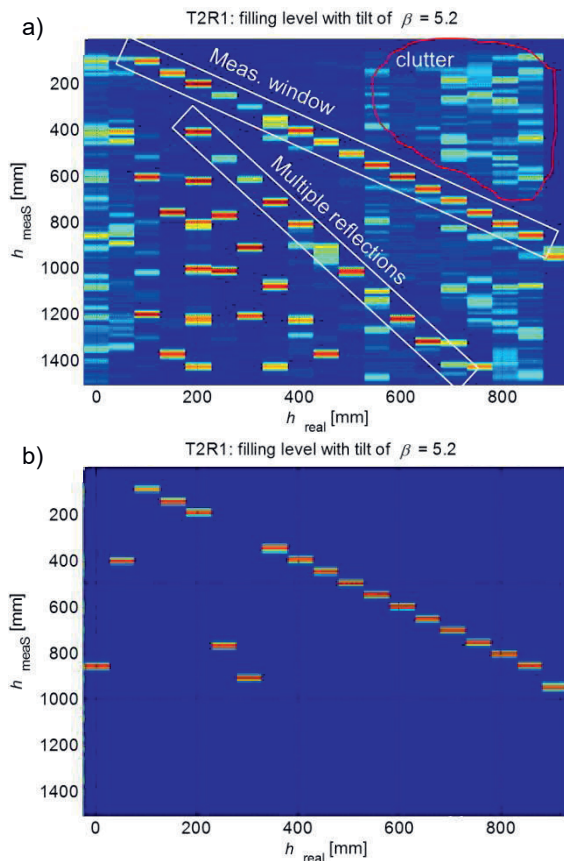 a)
T2R1: filling level with tilt of β = 5.2
Meas. window
clutter
Multiple reflections
200
400
600
800
1000
1200
1400
h meaS [mm]
0 200 400 600 800
h real [mm]
b)
T2R1: filling level with tilt of β = 5.2
200
400
600
800
1000
1200
1400
h meaS [mm]
0 200 400 600 800
h real [mm]